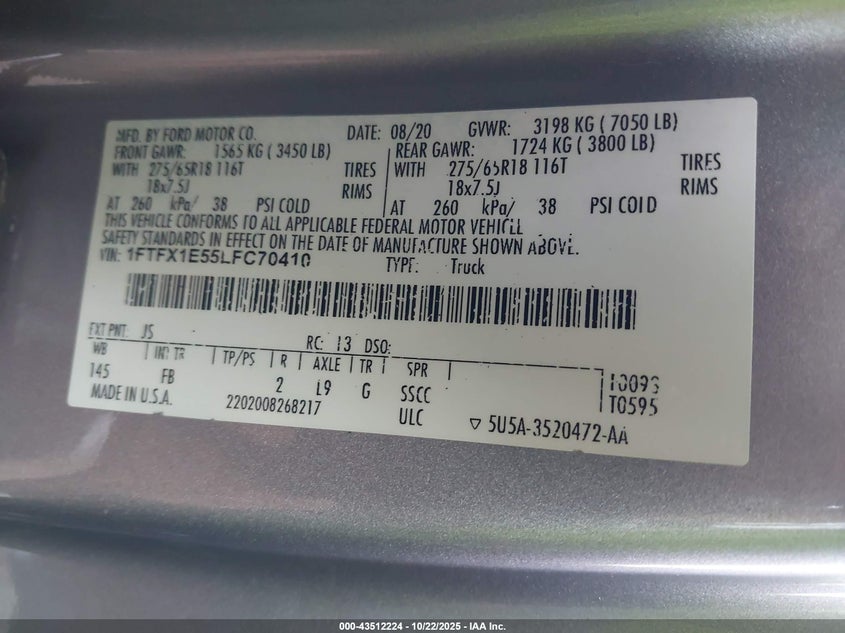 MFD. BY FORD MOTOR CO. DATE: 08/20 GVWR: 3198 KG ( 7050 LB)
FRONT GAWR: 1565 KG ( 3450 LB) REAR GAWR: 1724 KG ( 3800 LB)
WITH 275/65R18 116T TIRES WITH 275/65R18 116T TIRES
18x7.5J RIMS 18x7.5J RIMS
AT 260 kPa/ 38 PSI COLD AT 260 kPa/ 38 PSI COLD
THIS VEHICLE CONFORMS TO ALL APPLICABLE FEDERAL MOTOR VEHICLE
SAFETY STANDARDS IN EFFECT ON THE DATE OF MANUFACTURE SHOWN ABOVE.
VIN: 1FTFX1E55LFC70410 TYPE: Truck
EXT PNT: JS RC: 13 DSO:
WB INT TR TP/PS R AXLE TR SPR
145 FB 2 L9 G SSCC
MADE IN U.S.A. 2202008268217 ULC
T0595
▽ 5U5A-3520472-AA
000-43512224 - 10/22/2025 - IAA Inc.